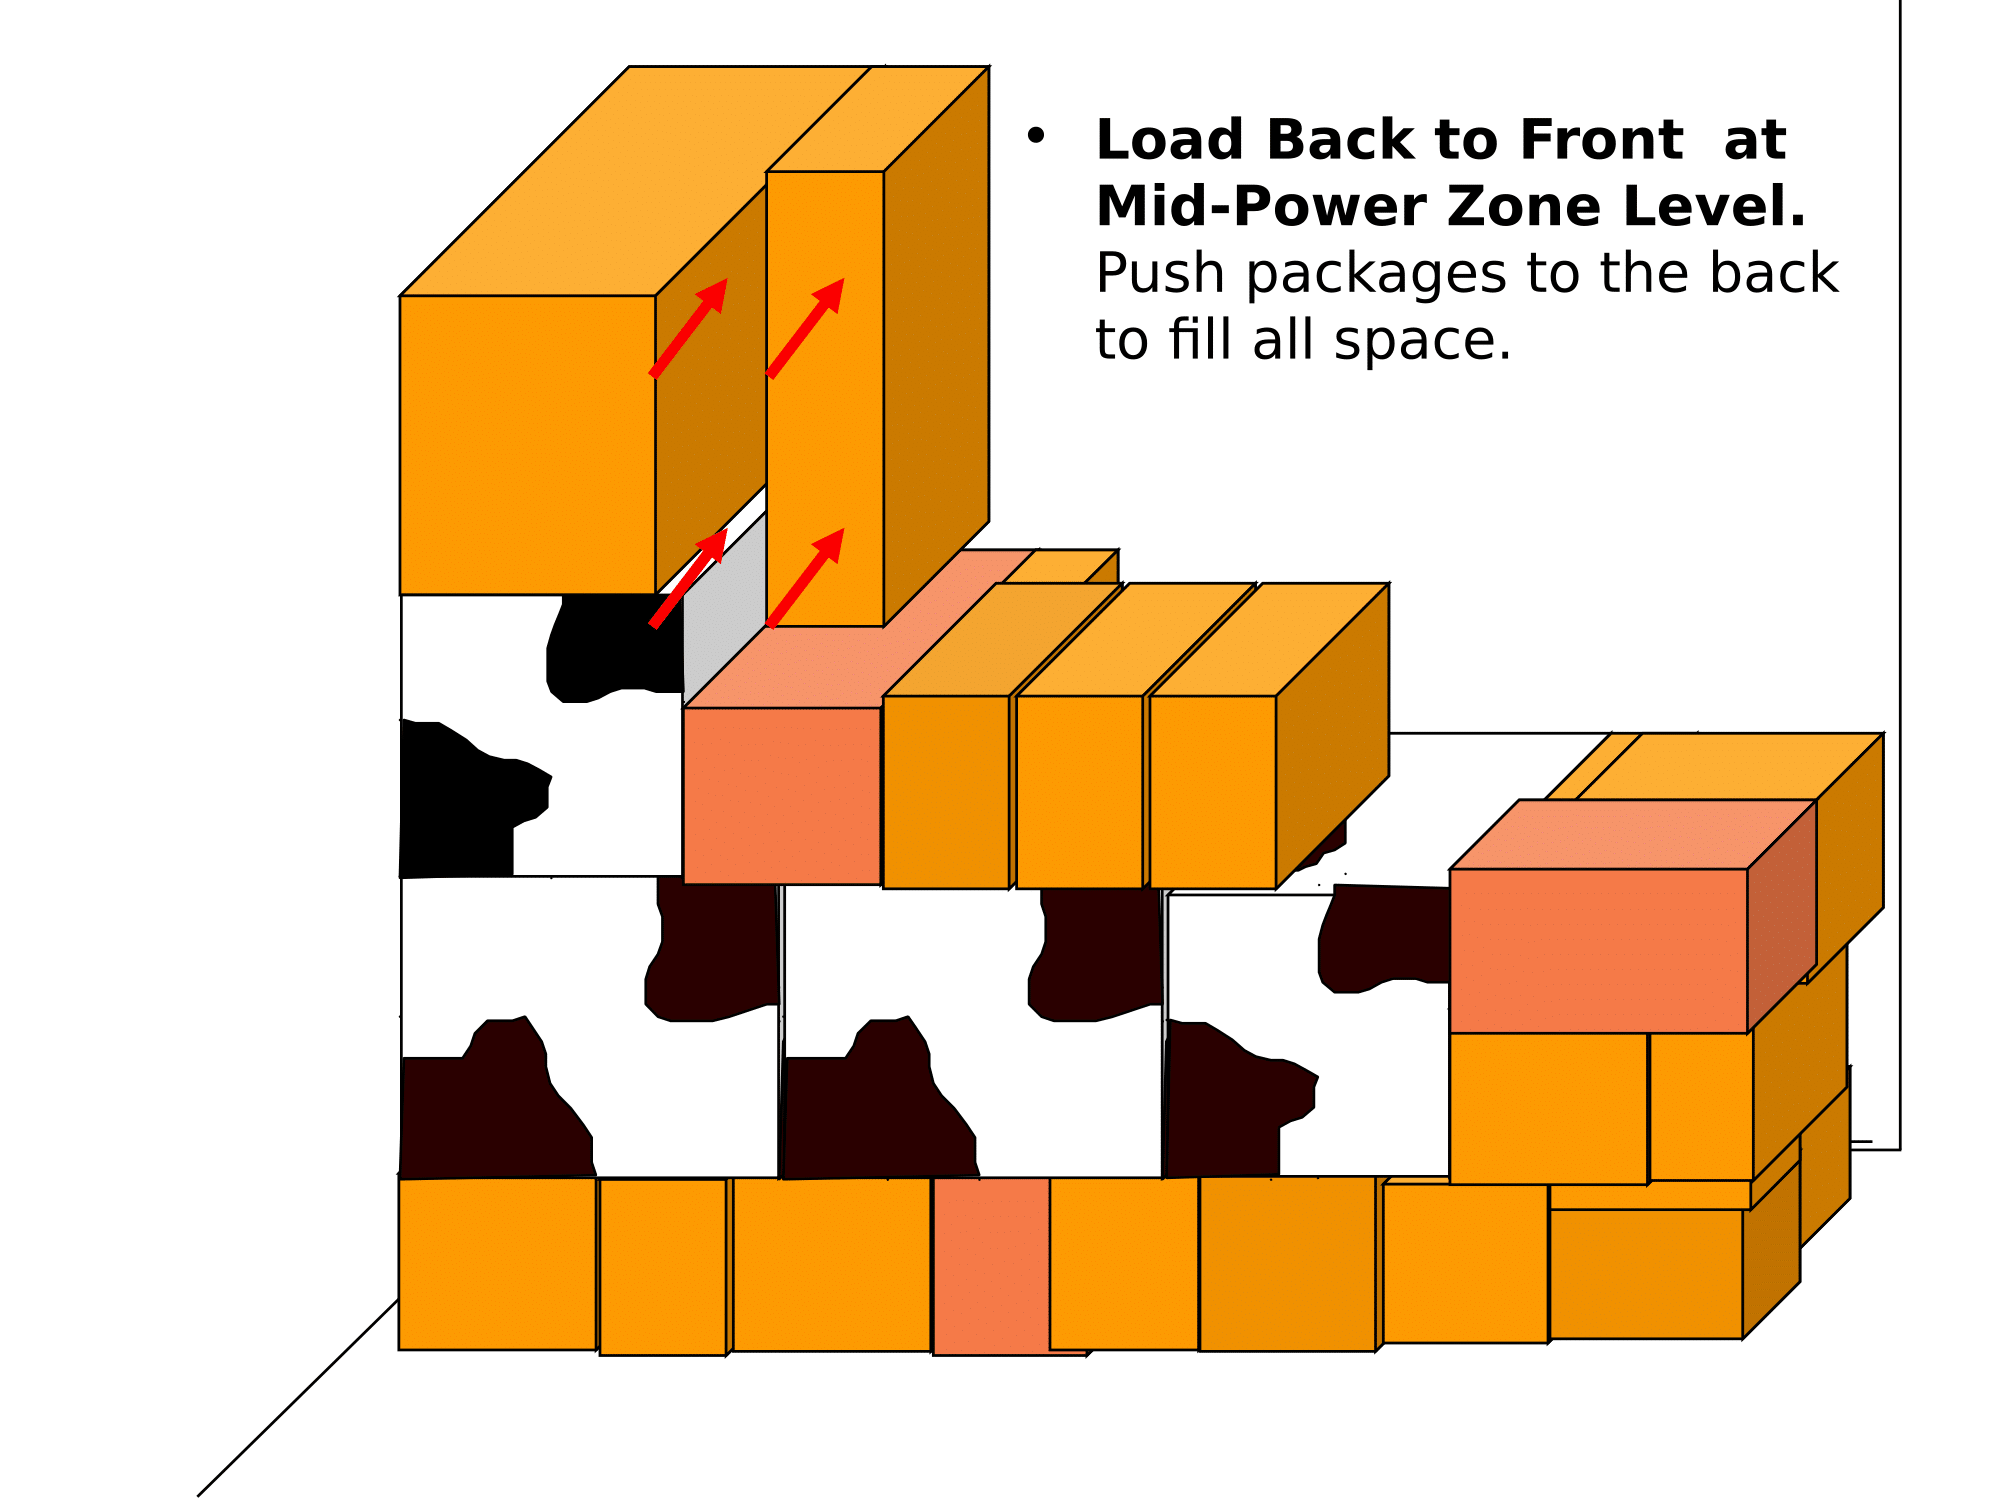 • Load Back to Front  at
Mid-Power Zone Level.
Push packages to the back
to fill all space.